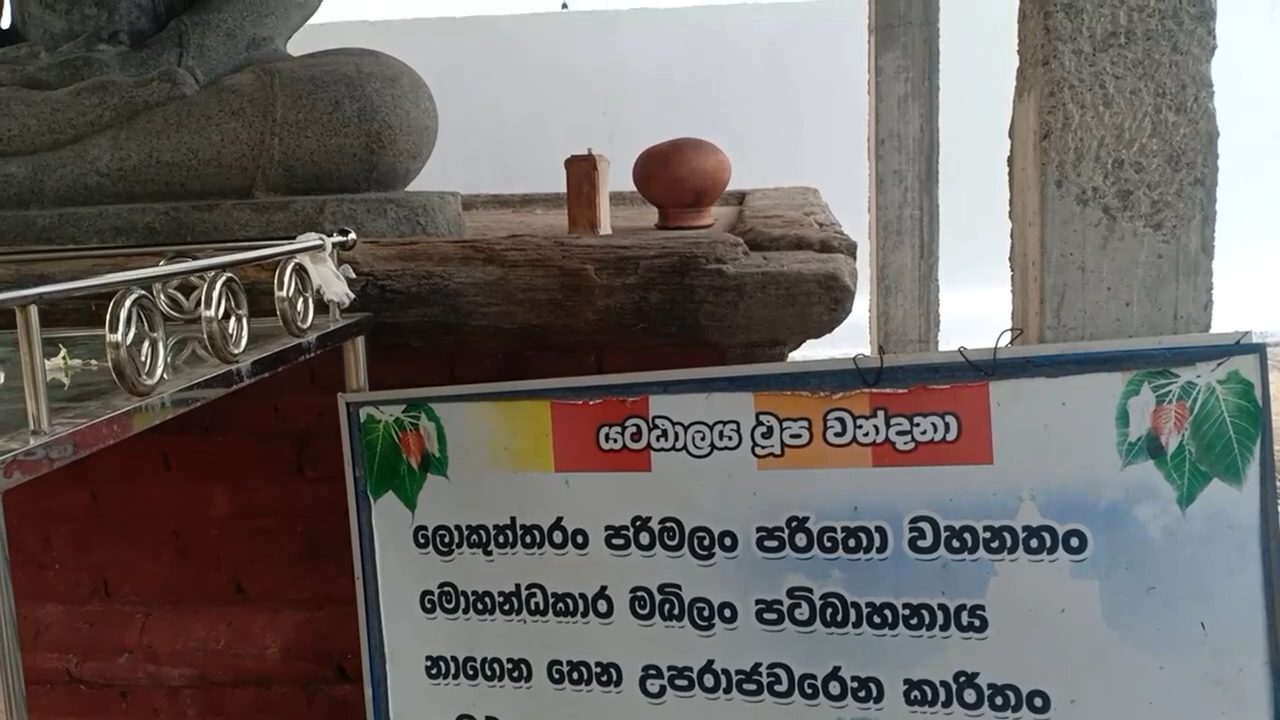 යටඨාලය ථූප වන්දනා
ලොකුත්තරං පරිමලං පරිතො වහනතං
මොහන්ධකාර මඛිලං පටිබාහනාය
නාගෙන තෙන උපරාජවරෙන කාරිතං